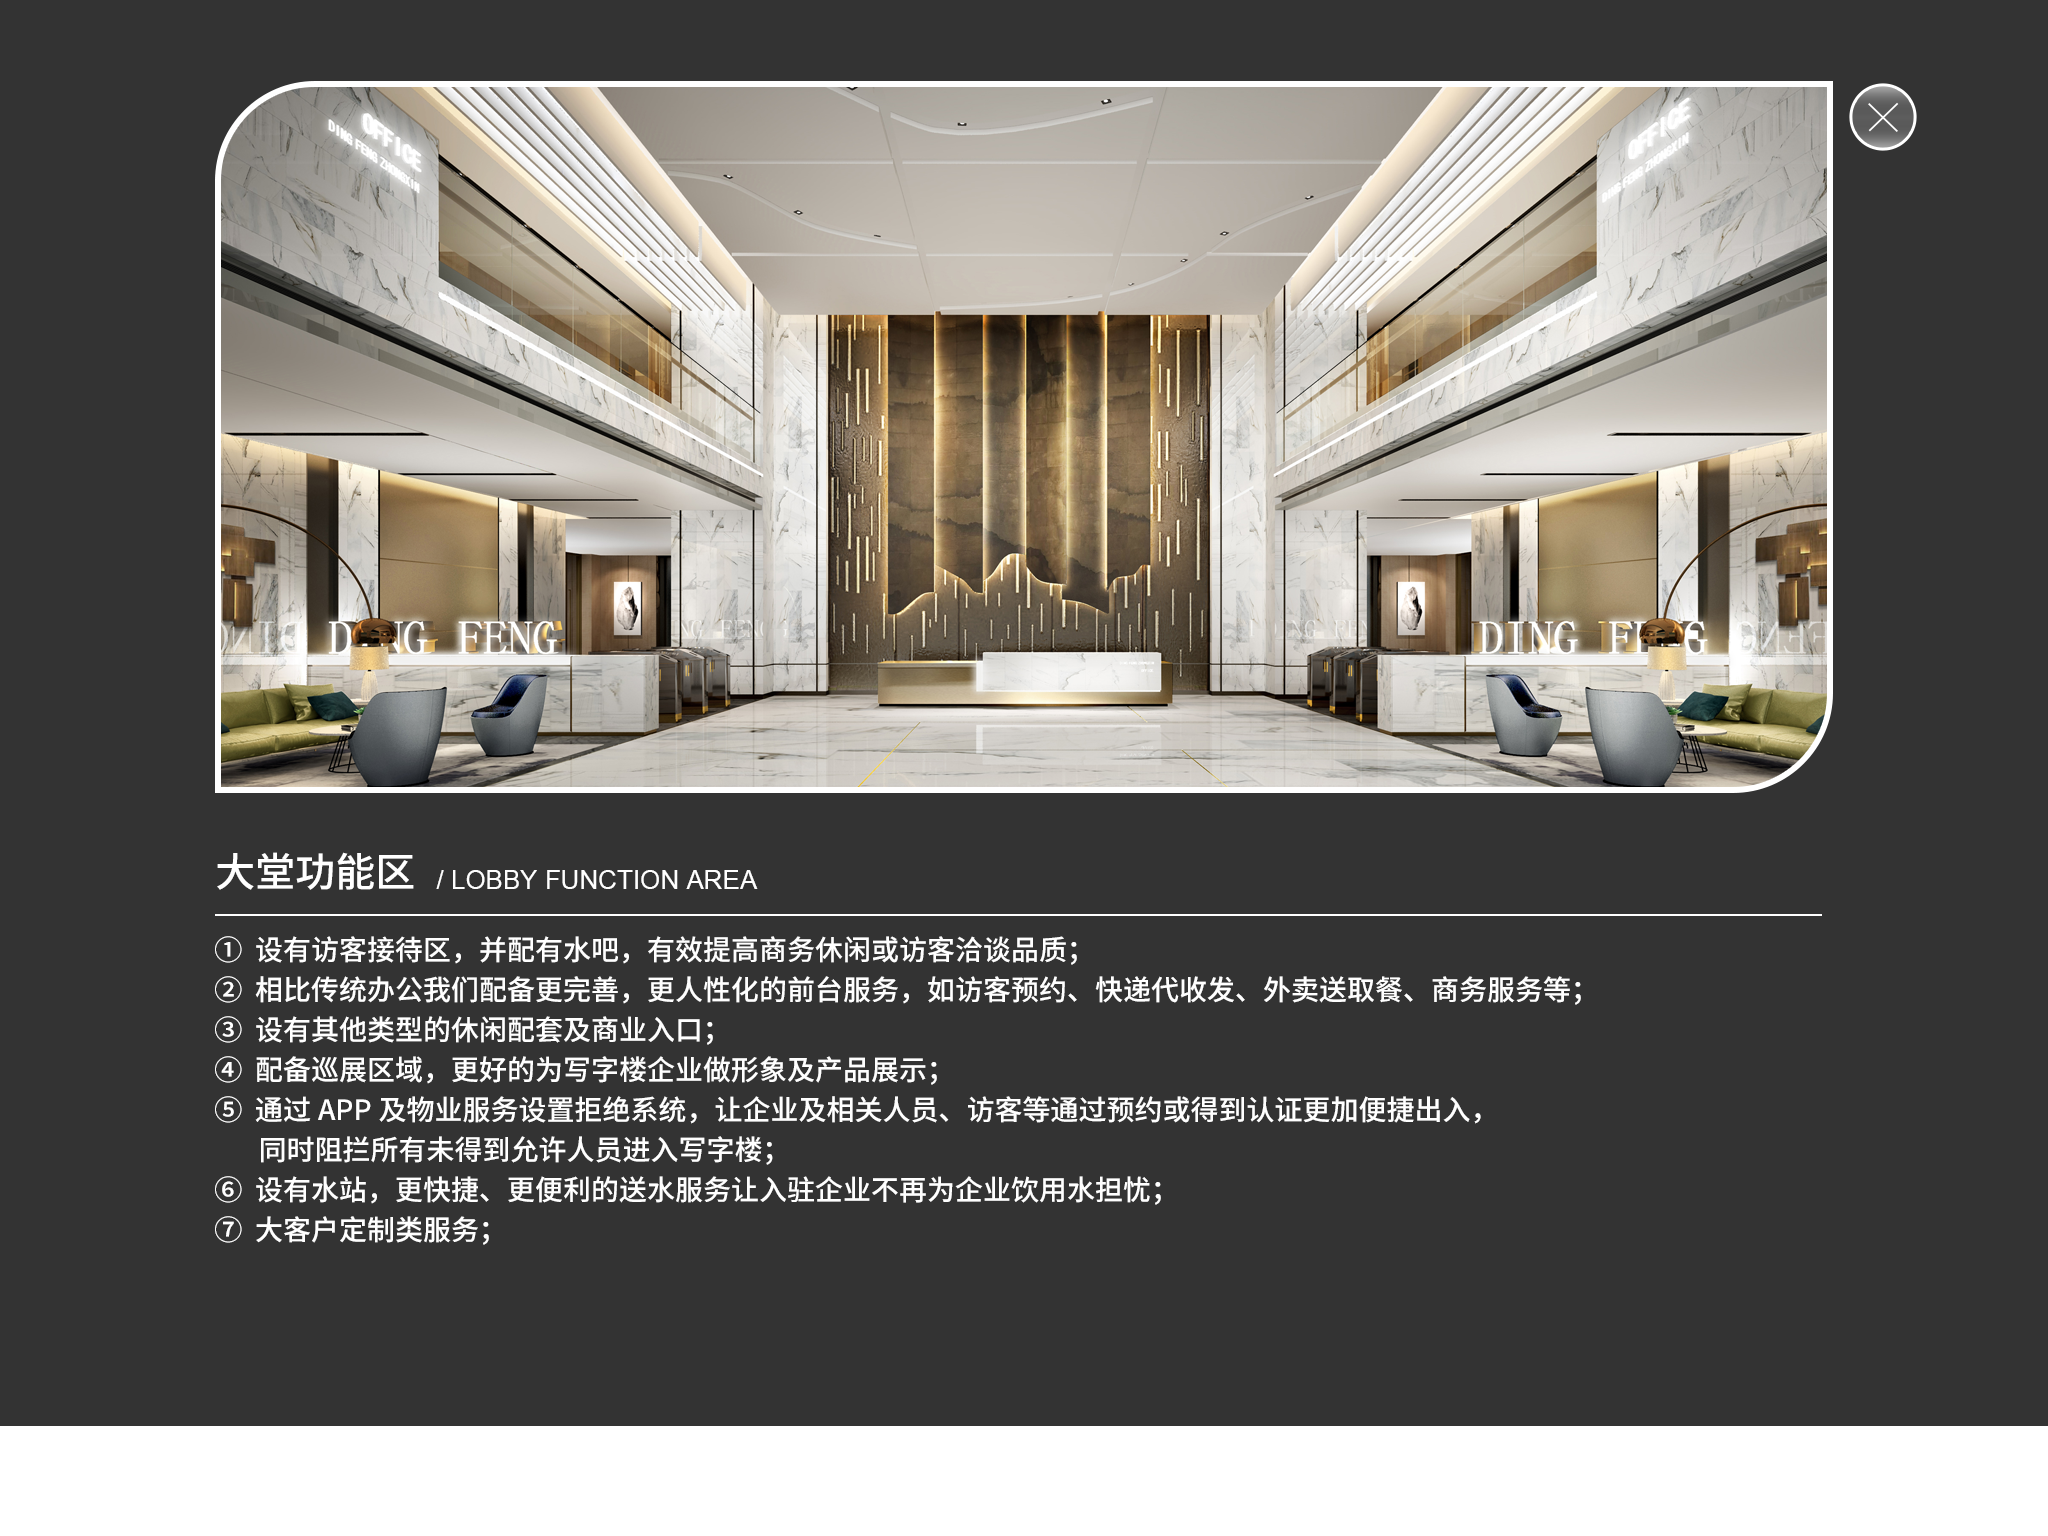 OFFICE
DING FENG ZHONGXIN
OFFICE
DING FENG ZHONGXIN
DING FENG
DING FENG
大堂功能区 / LOBBY FUNCTION AREA
① 设有访客接待区，并配有水吧，有效提高商务休闲或访客洽谈品质；
② 相比传统办公我们配备更完善，更人性化的前台服务，如访客预约、快递代收发、外卖送取餐、商务服务等；
③ 设有其他类型的休闲配套及商业入口；
④ 配备巡展区域，更好的为写字楼企业做形象及产品展示；
⑤ 通过 APP 及物业服务设置拒绝系统，让企业及相关人员、访客等通过预约或得到认证更加便捷出入，
同时阻拦所有未得到允许人员进入写字楼；
⑥ 设有水站，更快捷、更便利的送水服务让入驻企业不再为企业饮用水担忧；
⑦ 大客户定制类服务；